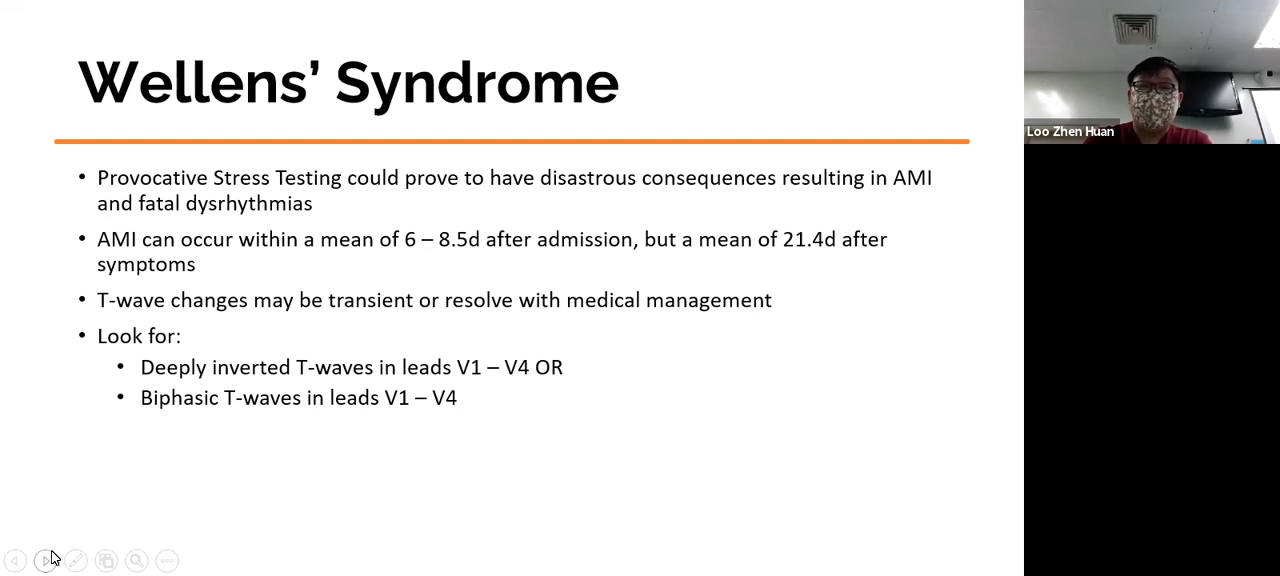 Wellens’ Syndrome
• Provocative Stress Testing could prove to have disastrous consequences resulting in AMI
and fatal dysrhythmias
• AMI can occur within a mean of 6 – 8.5d after admission, but a mean of 21.4d after
symptoms
• T-wave changes may be transient or resolve with medical management
• Look for:
• Deeply inverted T-waves in leads V1 – V4 OR
• Biphasic T-waves in leads V1 – V4
Loo Zhen Huan